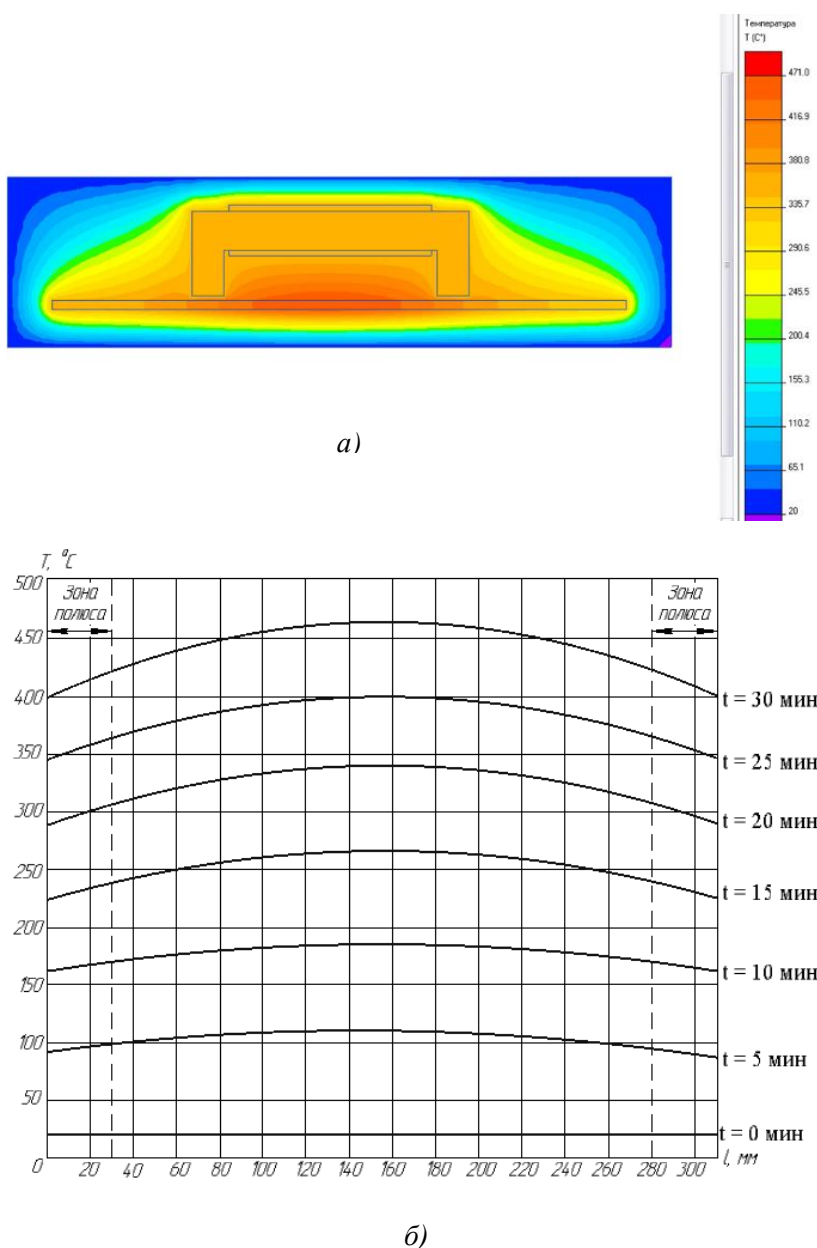 Температура
T (C°)
471.0
416.9
380.8
335.7
290.6
245.5
200.4
155.3
110.2
65.1
20
а)
T, °C
500
450
400
350
300
250
200
150
100
50
0
Зона полюса
Зона полюса
t = 30 мин
t = 25 мин
t = 20 мин
t = 15 мин
t = 10 мин
t = 5 мин
t = 0 мин
20 40 60 80 100 120 140 160 180 200 220 240 260 280 300 l, мм
б)